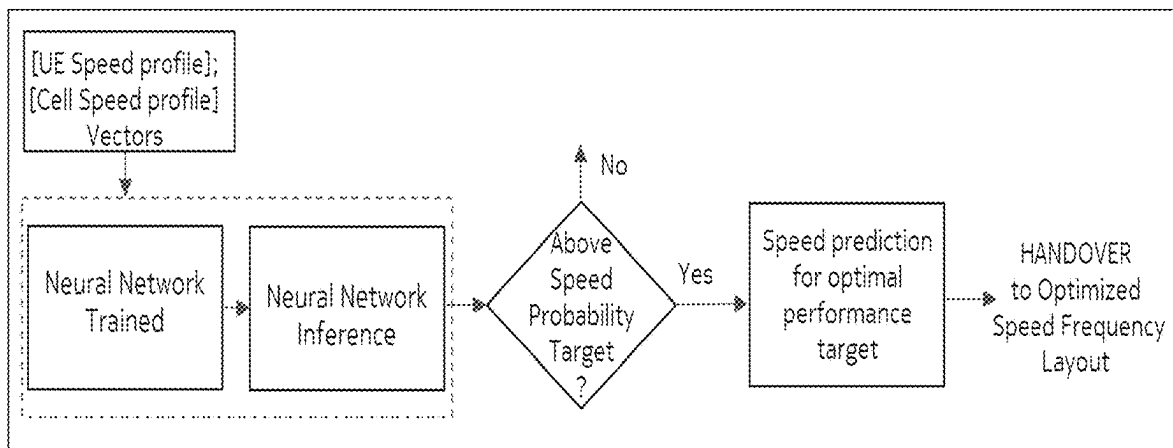 [UE Speed profile];
[Cell Speed profile]
Vectors
Neural Network
Trained
Neural Network
Inference
Above
Speed
Probability
Target
?
No
Yes
Speed prediction
for optimal
performance
target
HANDOVER
to Optimized
Speed Frequency
Layout